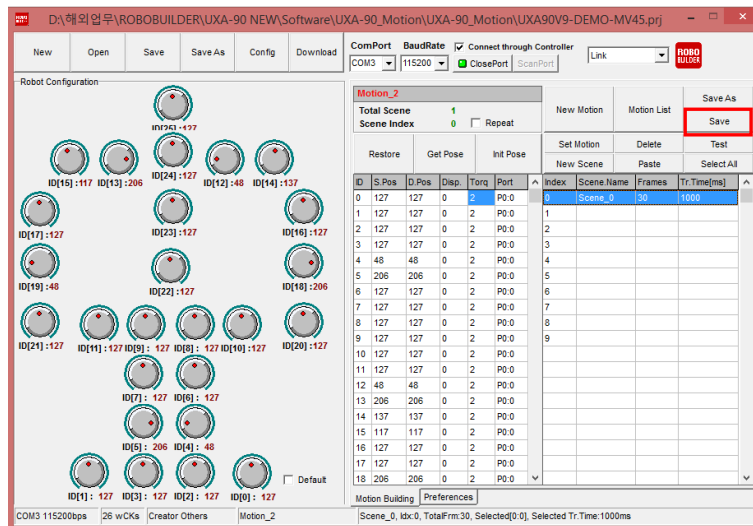 D:\해외업무\ROBOBUILDER\UXA-90 NEW\Software\UXA-90_Motion\UXA-90_Motion\UXA90V9-DEMO-MV45.prj
New Open Save Save As Config Download
ComPort BaudRate Connect through Controller
COM3 115200 ClosePort ScanPort Link ROBO BUILDER
Robot Configuration
ID[25] :127
ID[15] :117 ID[13] :206 ID[24] :127 ID[12] :48 ID[14] :137
ID[17] :127 ID[23] :127 ID[16] :127
ID[19] :48 ID[22] :127 ID[18] :206
ID[21] :127 ID[11] :127 ID[9] : 127 ID[8] : 127 ID[10] :127 ID[20] :127
ID[7] : 127 ID[6] : 127
ID[5] : 206 ID[4] : 48
Default
ID[1] : 127 ID[3] : 127 ID[2] : 127 ID[0] : 127
Motion_2
Total Scene 1
Scene Index 0 Repeat
Restore Get Pose Init Pose
New Motion Motion List Save As
Save
Set Motion Delete Test
New Scene Paste Select All
ID S.Pos D.Pos Disp. Torq Port
0 127 127 0 2 P0:0
1 127 127 0 2 P0:0
2 127 127 0 2 P0:0
3 127 127 0 2 P0:0
4 48 48 0 2 P0:0
5 206 206 0 2 P0:0
6 127 127 0 2 P0:0
7 127 127 0 2 P0:0
8 127 127 0 2 P0:0
9 127 127 0 2 P0:0
10 127 127 0 2 P0:0
11 127 127 0 2 P0:0
12 48 48 0 2 P0:0
13 206 206 0 2 P0:0
14 137 137 0 2 P0:0
15 117 117 0 2 P0:0
16 127 127 0 2 P0:0
17 127 127 0 2 P0:0
18 206 206 0 2 P0:0
Index Scene.Name Frames Tr.Time[ms]
0 Scene_0 30 1000
1
2
3
4
5
6
7
8
9
Motion Building Preferences
COM3 115200bps 26 wCKs Creator Others Motion_2 Scene_0, Idx:0, TotalFrm:30, Selected[0:0], Selected Tr.Time:1000ms